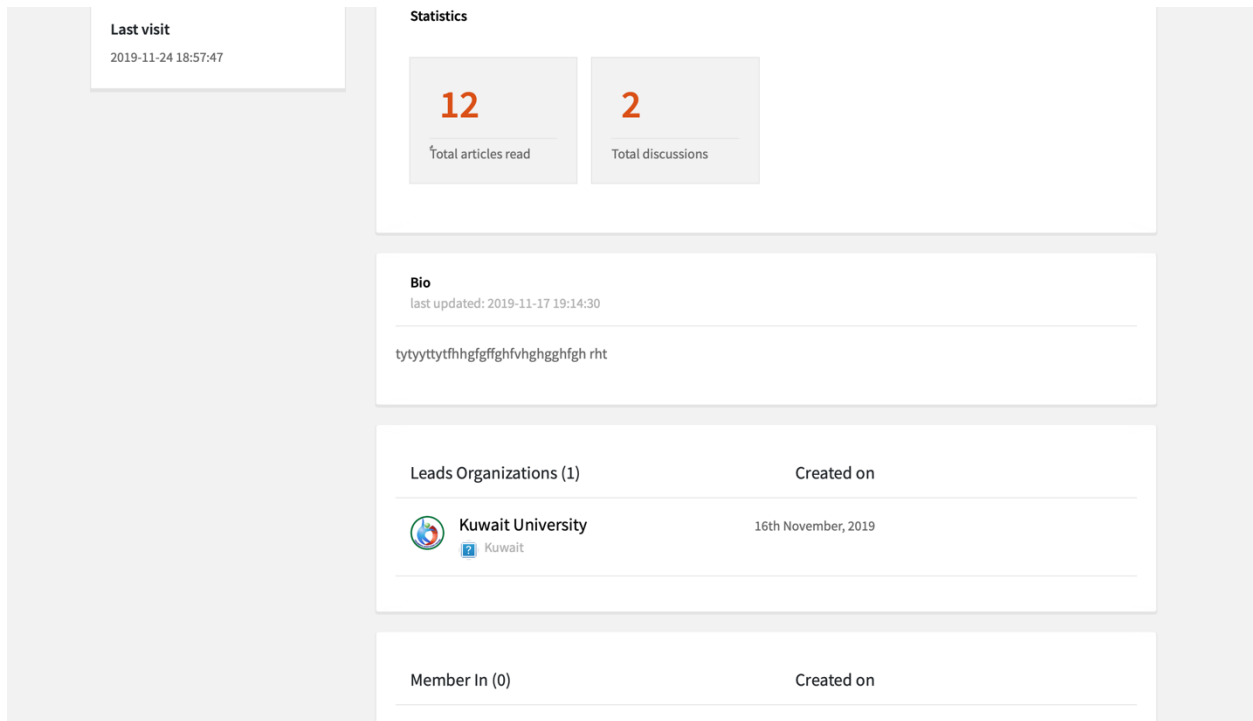 Last visit
2019-11-24 18:57:47
Statistics
12
Total articles read
2
Total discussions
Bio
last updated: 2019-11-17 19:14:30
tytyyttytfhhgfgffghfvhghgghfgh rht
Leads Organizations (1)
Created on
Kuwait University
16th November, 2019
?
Kuwait
Member In (0)
Created on